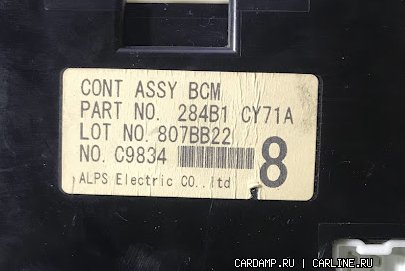 CONT ASSY BCM
PART NO. 284B1 CY71A
LOT NO. 807BB22
NO. C9834
8
ALPS Electric CO.,ltd
CARDAMP.RU | CARLINE.RU